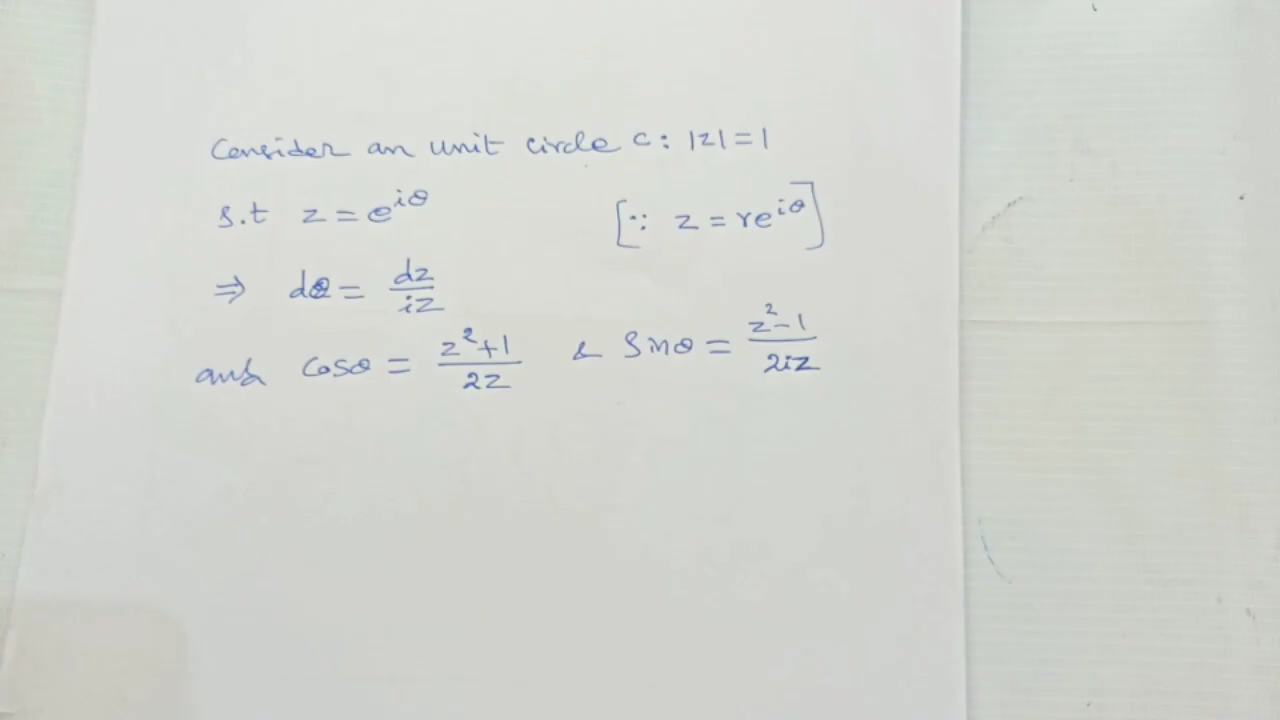 Consider an unit circle c: |z| = 1
s.t z = e^{iθ} [∵ z = re^{iθ}]
⇒ dθ = dz/iz
and cosθ = z²+1/2z & sinθ = z²-1/2iz